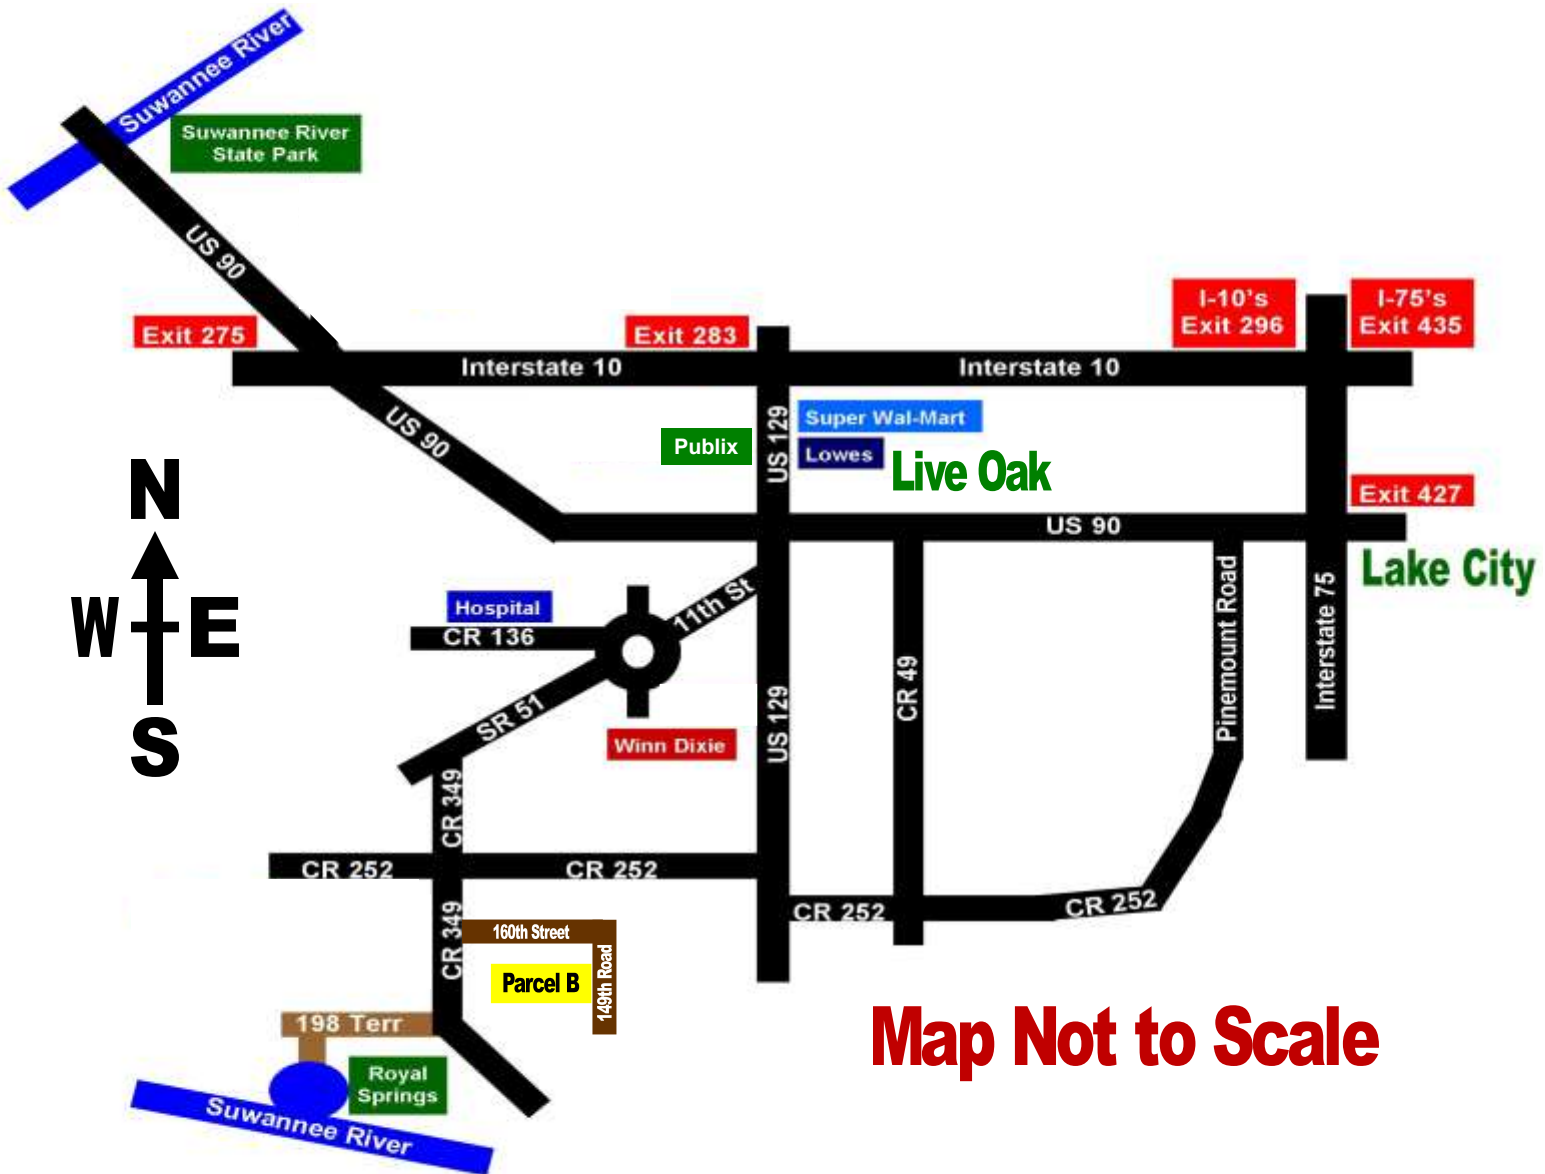 Suwannee River
Suwannee River
State Park
US 90
I-10's
Exit 296
I-75's
Exit 435
Exit 275
Exit 283
Interstate 10
Interstate 10
US 90
US 129
Super Wal-Mart
Publix
Lowes
Live Oak
Exit 427
US 90
N
W
E
S
Lake City
Hospital
CR 136
11th St
SR 51
Winn Dixie
US 129
CR 49
Pinemount Road
Interstate 75
CR 349
CR 252
CR 252
CR 252
CR 252
CR 349
160th Street
149th Road
Parcel B
198 Terr
Map Not to Scale
Royal
Springs
Suwannee River